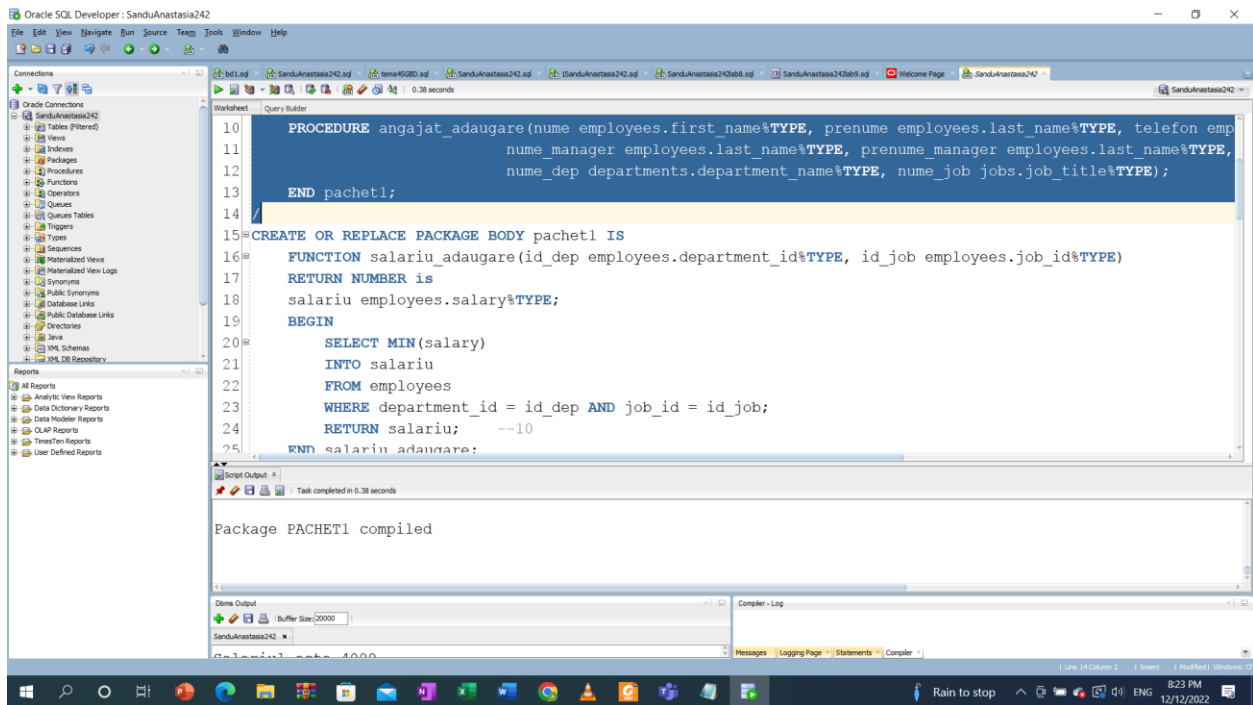 Oracle SQL Developer : SanduAnastasia242
File Edit View Navigate Run Source Team Tools Window Help
Connections
bd1.sql SanduAnastasia242.sql tema4SGBD.sql SanduAnastasia242.sql 1SanduAnastasia242.sql SanduAnastasia242lab8.sql SanduAnastasia242lab9.sql Welcome Page SanduAnastasia242
0.38 seconds
SanduAnastasia242
Worksheet Query Builder
Oracle Connections
SanduAnastasia242
Tables (Filtered)
Views
Indexes
Packages
Procedures
Functions
Operators
Queues
Queues Tables
Triggers
Types
Sequences
Materialized Views
Materialized View Logs
Synonyms
Public Synonyms
Database Links
Public Database Links
Directories
Java
XML Schemas
XML DB Repository
Reports
All Reports
Analytic View Reports
Data Dictionary Reports
Data Modeler Reports
OLAP Reports
TimesTen Reports
User Defined Reports
10 PROCEDURE angajat_adaugare(nume employees.first_name%TYPE, prenume employees.last_name%TYPE, telefon emp
11 nume_manager employees.last_name%TYPE, prenume_manager employees.last_name%TYPE,
12 nume_dep departments.department_name%TYPE, nume_job jobs.job_title%TYPE);
13 END pachet1;
14 /
15 CREATE OR REPLACE PACKAGE BODY pachet1 IS
16 FUNCTION salariu_adaugare(id_dep employees.department_id%TYPE, id_job employees.job_id%TYPE)
17 RETURN NUMBER is
18 salariu employees.salary%TYPE;
19 BEGIN
20 SELECT MIN(salary)
21 INTO salariu
22 FROM employees
23 WHERE department_id = id_dep AND job_id = id_job;
24 RETURN salariu; --10
25 END salariu_adaugare;
Script Output
Task completed in 0.38 seconds
Package PACHET1 compiled
Dbms Output
Buffer Size: 20000
SanduAnastasia242
Salariul este 4000
Compiler - Log
Messages Logging Page Statements Compiler
Line 14 Column 2 Insert Modified Windows: C
Rain to stop ENG 8:23 PM
12/12/2022